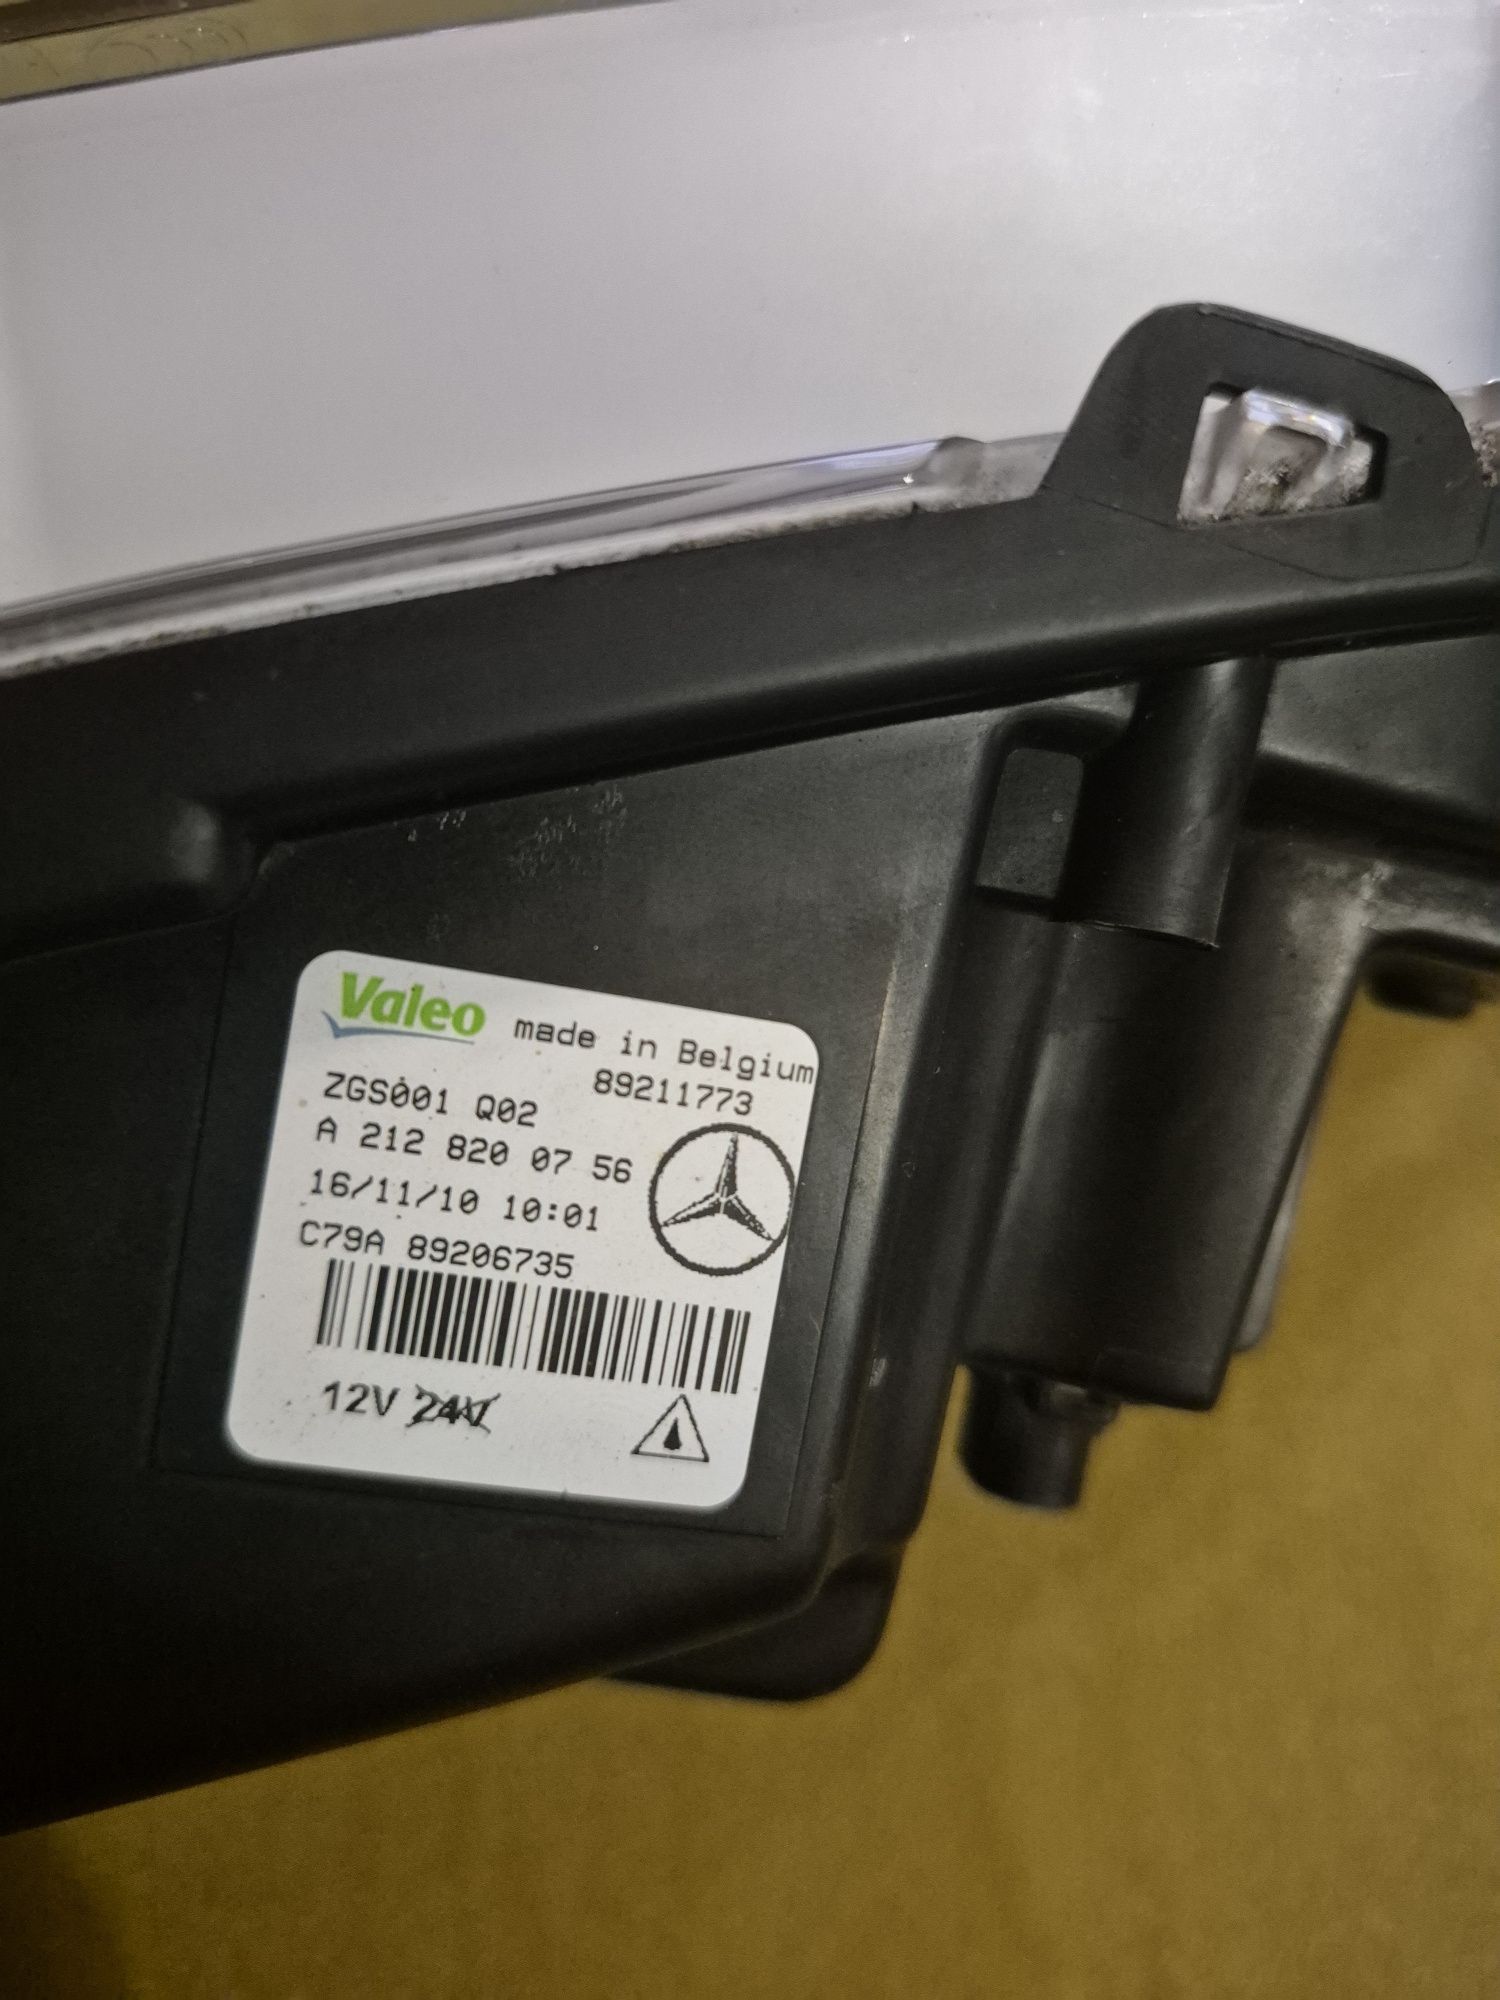 Valeo made in Belgium
89211773
ZGS001 Q02
A 212 820 07 56
16/11/10 10:01
C79A 89206735
12V 24V